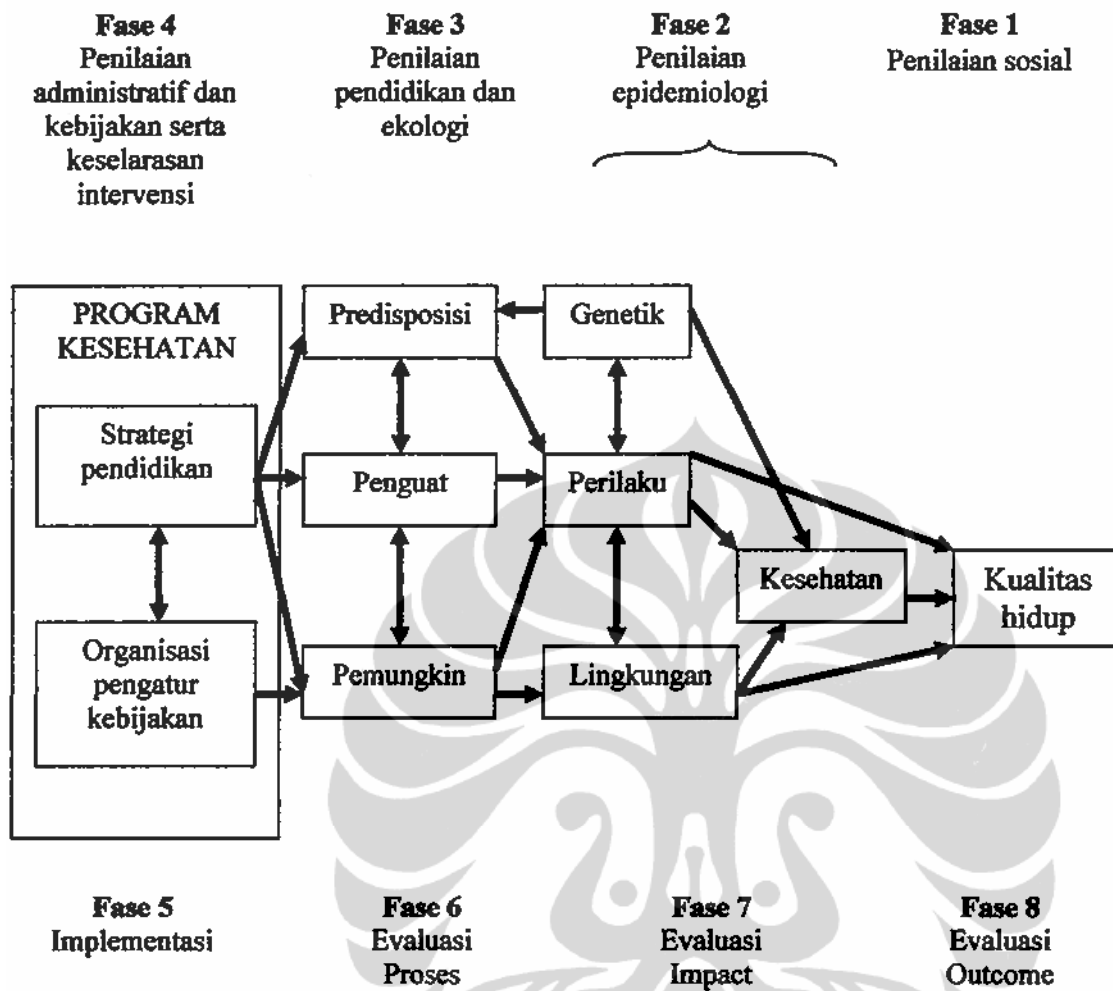 Fase 4
Penilaian
administratif dan
kebijakan serta
keselarasan
intervensi
Fase 3
Penilaian
pendidikan dan
ekologi
Fase 2
Penilaian
epidemiologi
Fase 1
Penilaian sosial
PROGRAM
KESEHATAN
Strategi
pendidikan
Organisasi
pengatur
kebijakan
Predisposisi
Penguat
Pemungkin
Genetik
Perilaku
Lingkungan
Kesehatan
Kualitas
hidup
Fase 5
Implementasi
Fase 6
Evaluasi
Proses
Fase 7
Evaluasi
Impact
Fase 8
Evaluasi
Outcome